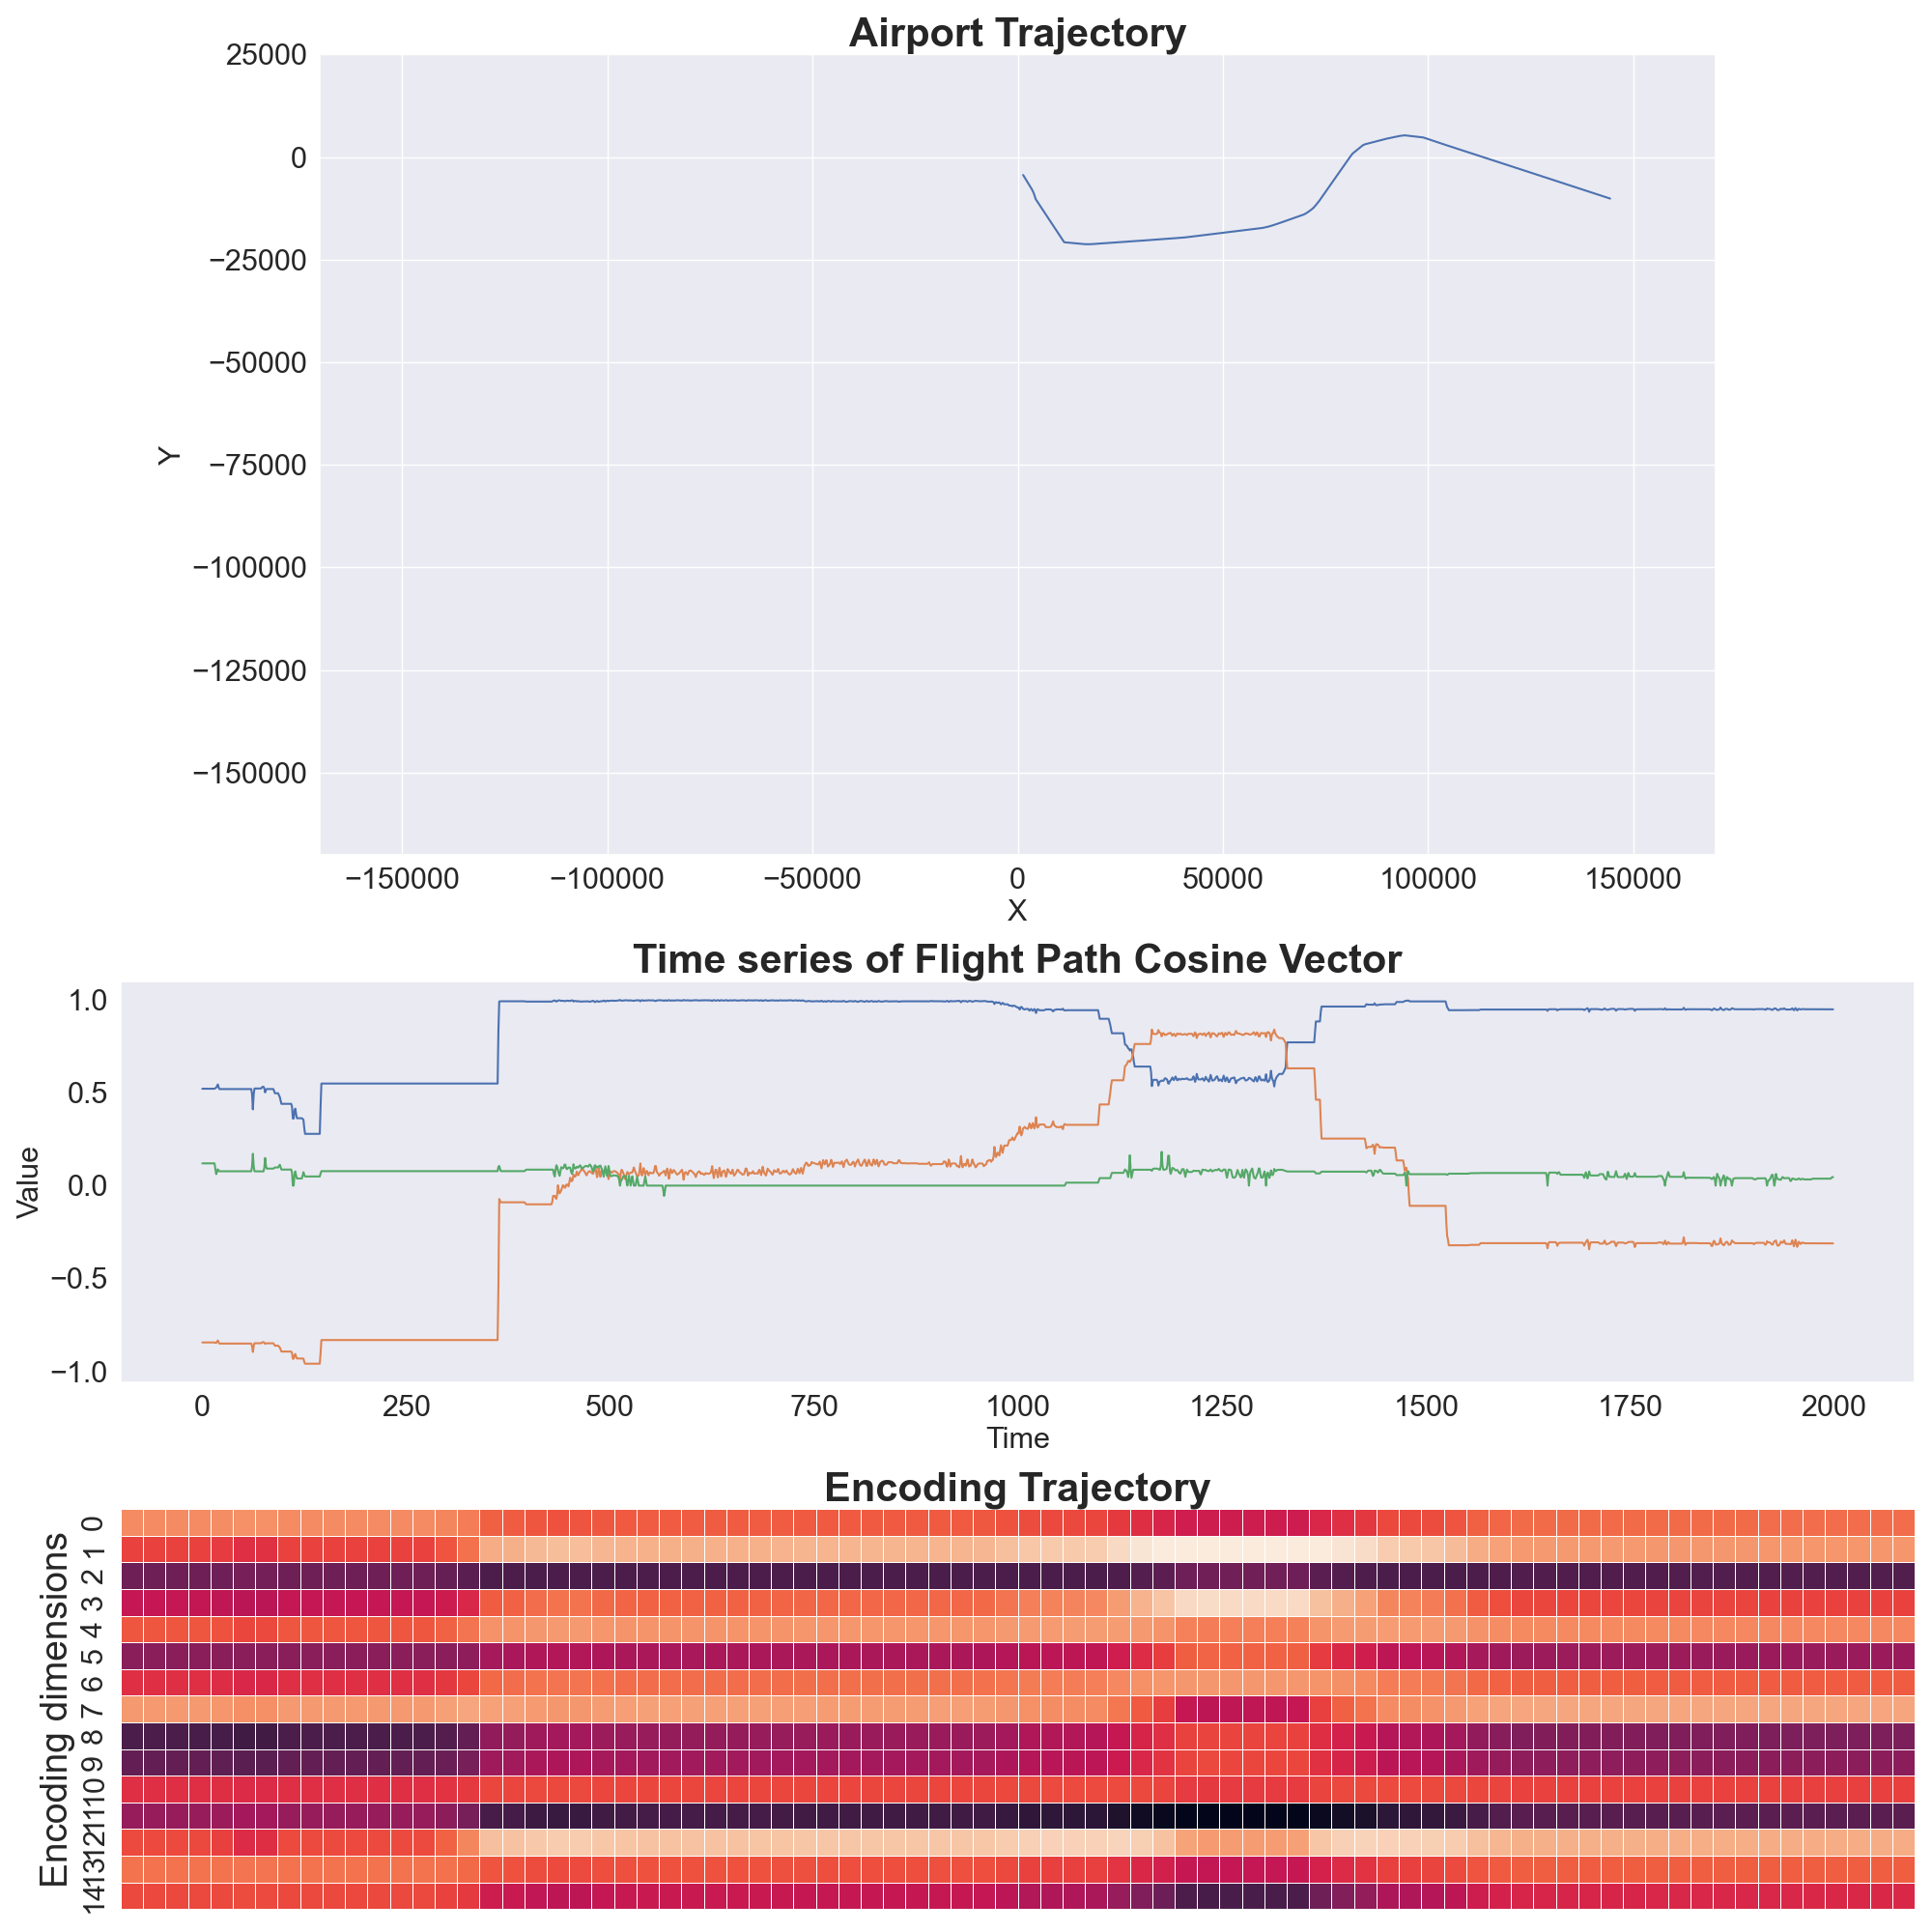 Airport Trajectory
25000
0
−25000
−50000
−75000
−100000
−125000
−150000
Y
−150000 −100000 −50000 0 50000 100000 150000
X
Time series of Flight Path Cosine Vector
1.0
0.5
0.0
−0.5
−1.0
Value
0 250 500 750 1000 1250 1500 1750 2000
Time
Encoding Trajectory
Encoding dimensions
0
1
2
3
4
5
6
7
8
9
10
11
12
13
14